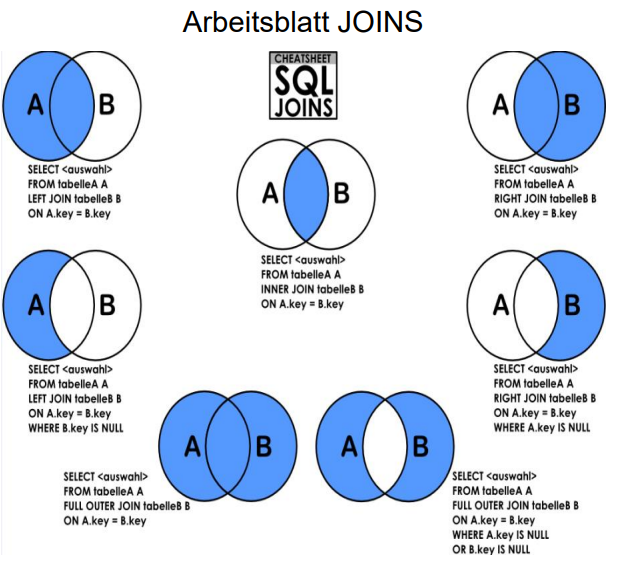 Arbeitsblatt JOINS
CHEATSHEET
SQL
JOINS
A B
SELECT <auswahl>
FROM tabelleA A
LEFT JOIN tabelleB B
ON A.key = B.key
A B
SELECT <auswahl>
FROM tabelleA A
INNER JOIN tabelleB B
ON A.key = B.key
A B
SELECT <auswahl>
FROM tabelleA A
RIGHT JOIN tabelleB B
ON A.key = B.key
A B
SELECT <auswahl>
FROM tabelleA A
LEFT JOIN tabelleB B
ON A.key = B.key
WHERE B.key IS NULL
A B
SELECT <auswahl>
FROM tabelleA A
RIGHT JOIN tabelleB B
ON A.key = B.key
WHERE A.key IS NULL
A B
SELECT <auswahl>
FROM tabelleA A
FULL OUTER JOIN tabelleB B
ON A.key = B.key
A B
SELECT <auswahl>
FROM tabelleA A
FULL OUTER JOIN tabelleB B
ON A.key = B.key
WHERE A.key IS NULL
OR B.key IS NULL